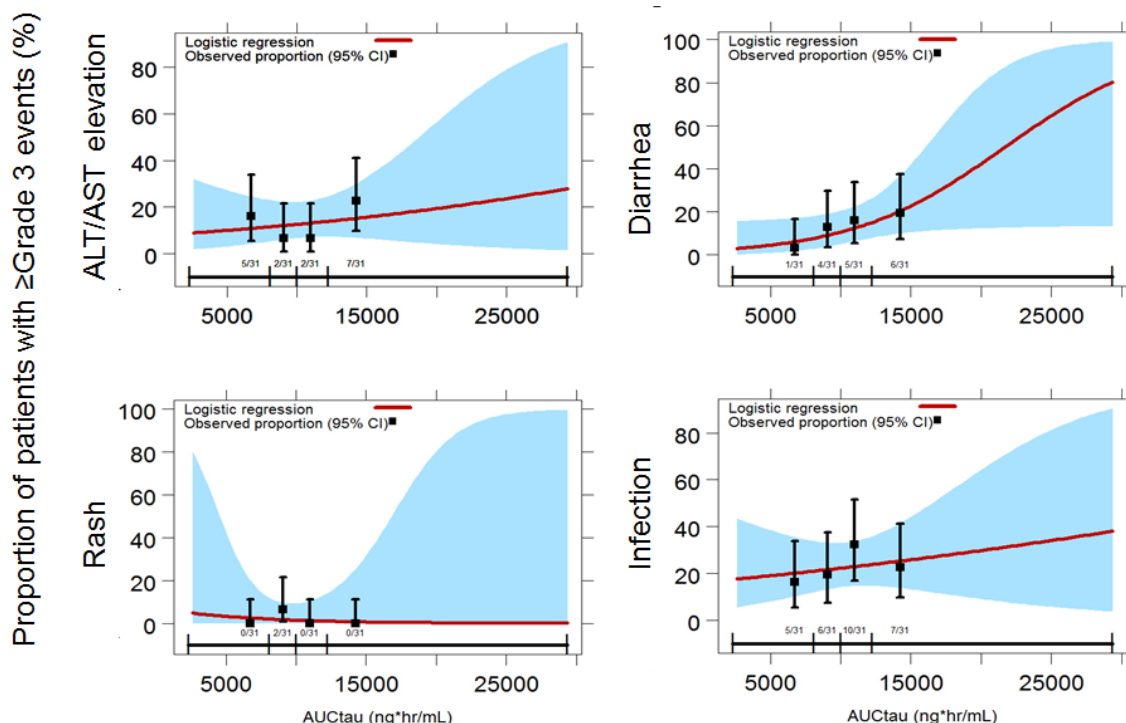 Proportion of patients with ≥Grade 3 events (%)
ALT/AST elevation
Logistic regression
Observed proportion (95% CI)
80
60
40
20
0
5/31 2/31 2/31 7/31
5000 15000 25000
Diarrhea
Logistic regression
Observed proportion (95% CI)
100
80
60
40
20
0
1/31 4/31 5/31 6/31
5000 15000 25000
Rash
Logistic regression
Observed proportion (95% CI)
100
80
60
40
20
0
0/31 2/31 0/31 0/31
5000 15000 25000
AUCtau (ng*hr/mL)
Infection
Logistic regression
Observed proportion (95% CI)
80
60
40
20
0
5/31 6/31 10/31 7/31
5000 15000 25000
AUCtau (ng*hr/mL)